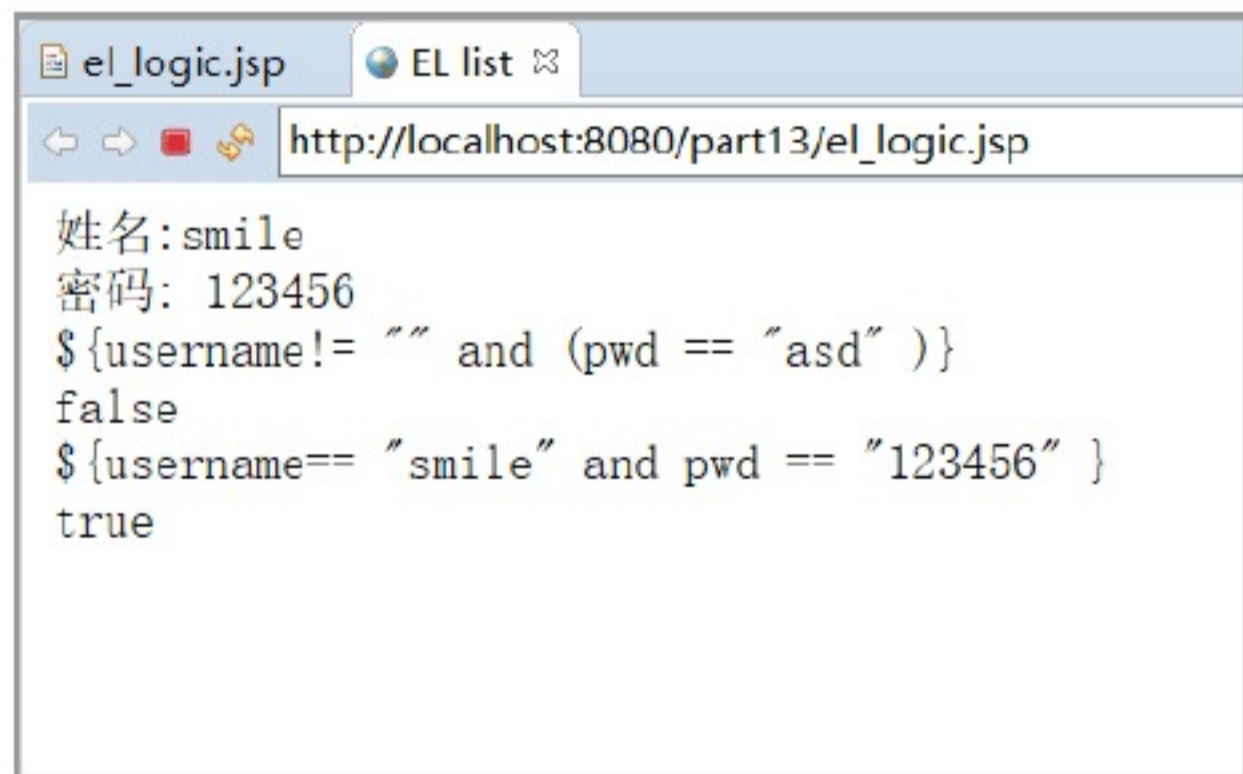 el_logic.jsp EL list
http://localhost:8080/part13/el_logic.jsp
姓名:smile
密码: 123456
${username!= "" and (pwd == "asd" )}
false
${username== "smile" and pwd == "123456" }
true